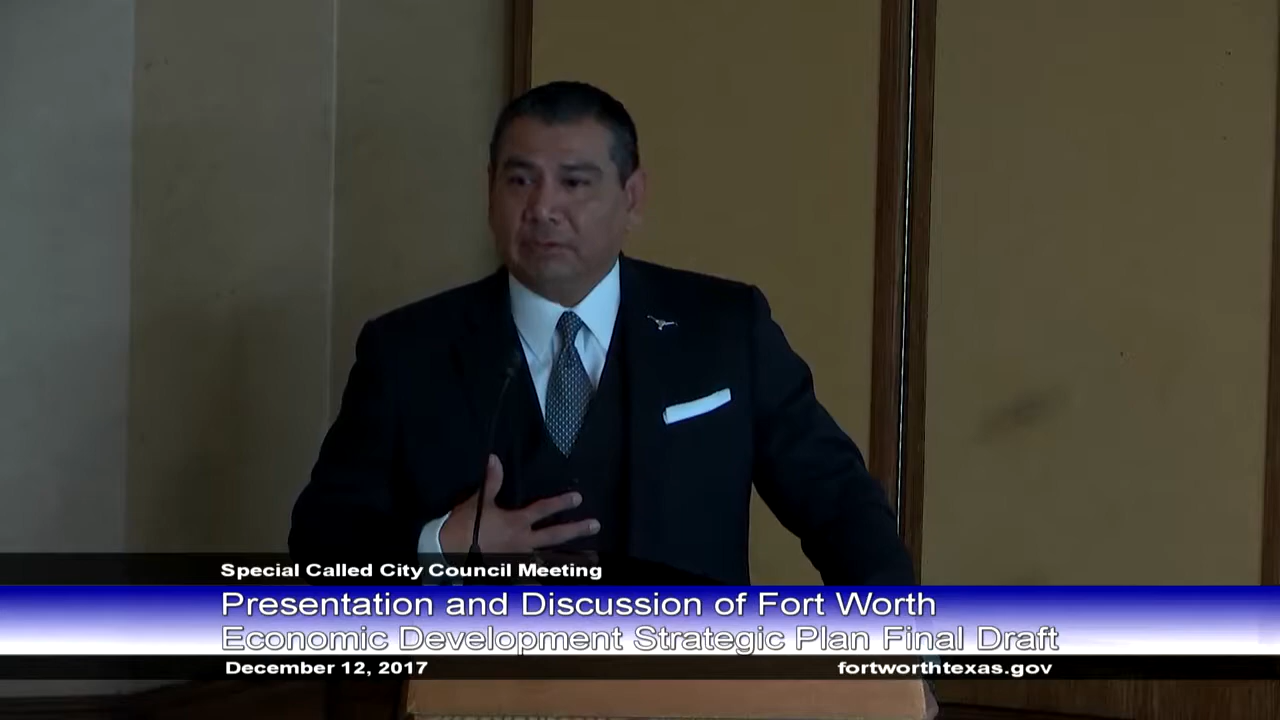 Special Called City Council Meeting
Presentation and Discussion of Fort Worth
Economic Development Strategic Plan Final Draft
December 12, 2017
fortworthtexas.gov